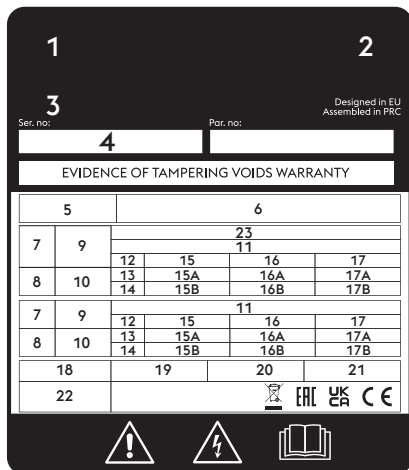 1 2
3
Designed in EU
Assembled in PRC
Ser. no: Par. no:
4
EVIDENCE OF TAMPERING VOIDS WARRANTY
5 6
7 9 23
11
12 15 16 17
8 10 13 15A 16A 17A
14 15B 16B 17B
7 9 11
12 15 16 17
8 10 13 15A 16A 17A
14 15B 16B 17B
18 19 20 21
22 EAC UK CA CE